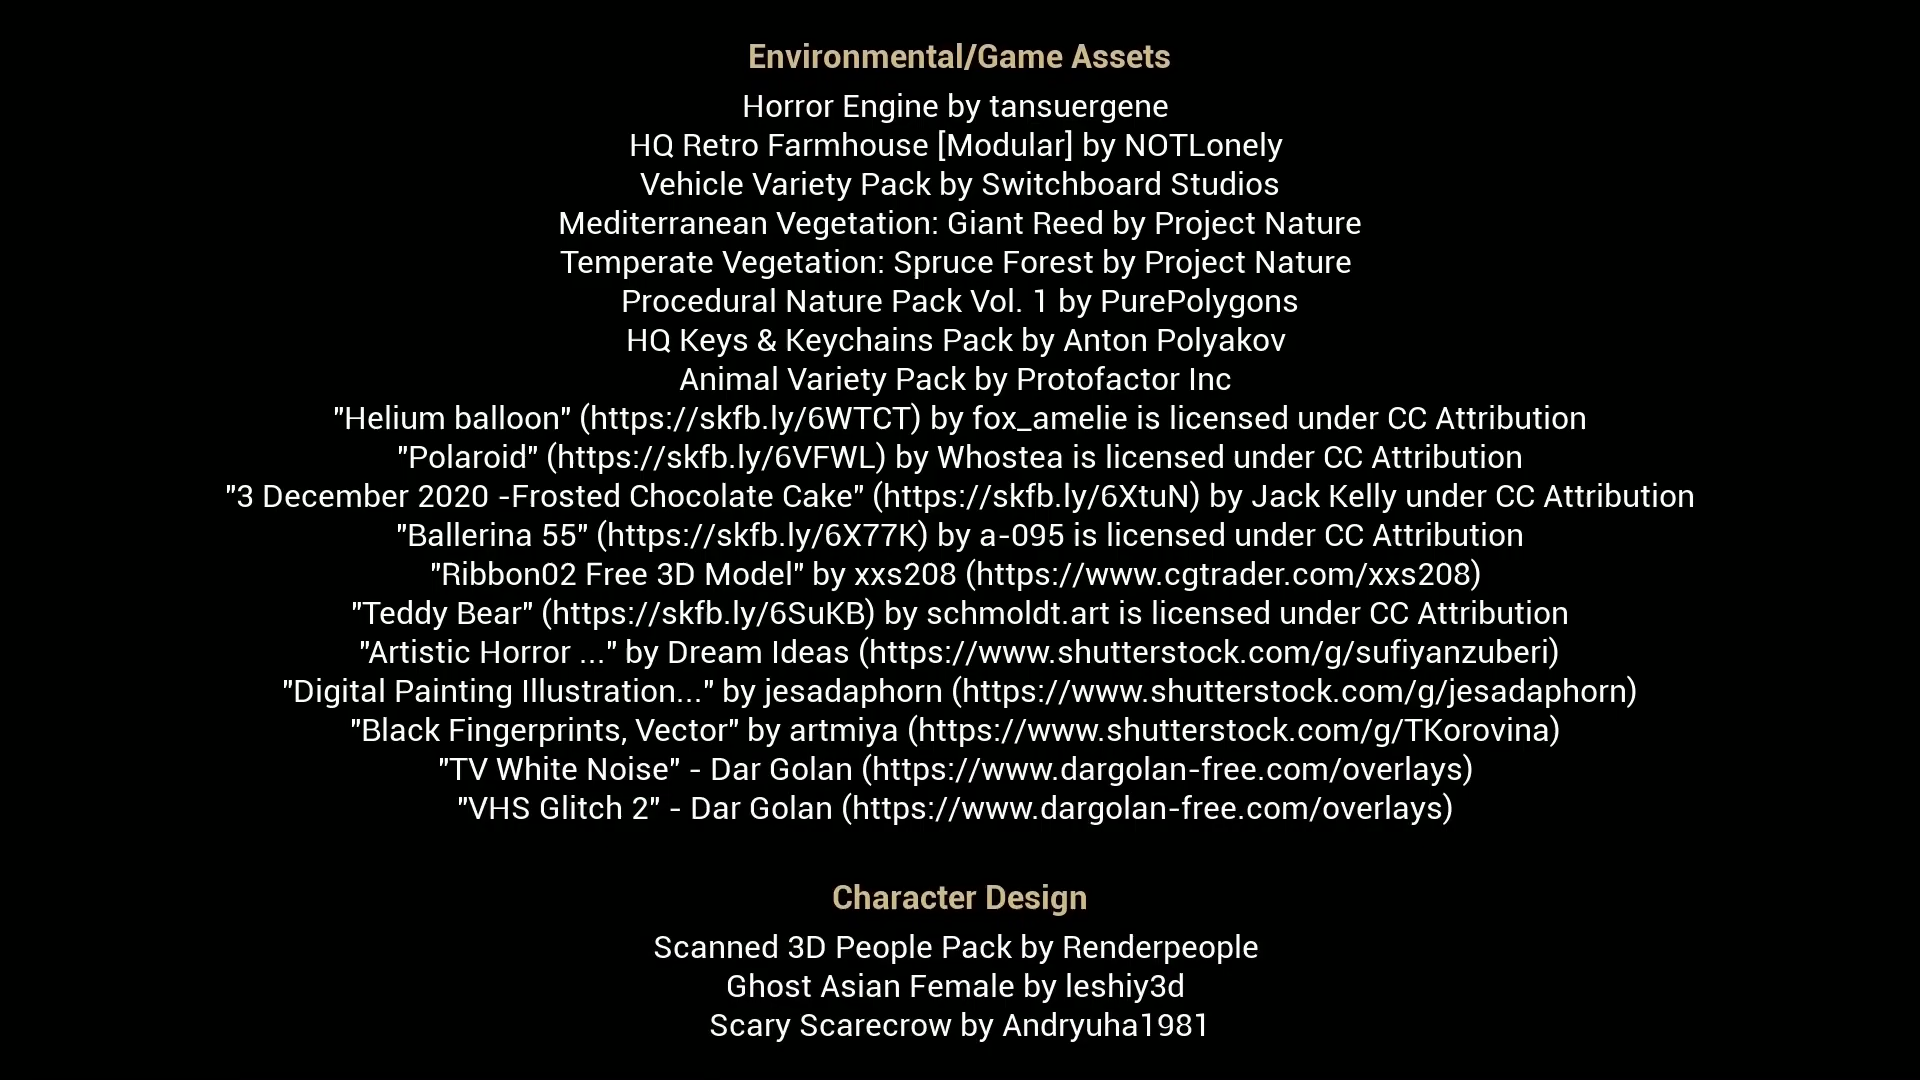 Environmental/Game Assets
Horror Engine by tansuergene
HQ Retro Farmhouse [Modular] by NOTLonely
Vehicle Variety Pack by Switchboard Studios
Mediterranean Vegetation: Giant Reed by Project Nature
Temperate Vegetation: Spruce Forest by Project Nature
Procedural Nature Pack Vol. 1 by PurePolygons
HQ Keys & Keychains Pack by Anton Polyakov
Animal Variety Pack by Protofactor Inc
"Helium balloon" (https://skfb.ly/6WTCT) by fox_amelie is licensed under CC Attribution
"Polaroid" (https://skfb.ly/6VFWL) by Whostea is licensed under CC Attribution
"3 December 2020 -Frosted Chocolate Cake" (https://skfb.ly/6XtuN) by Jack Kelly under CC Attribution
"Ballerina 55" (https://skfb.ly/6X77K) by a-095 is licensed under CC Attribution
"Ribbon02 Free 3D Model" by xxs208 (https://www.cgtrader.com/xxs208)
"Teddy Bear" (https://skfb.ly/6SuKB) by schmoldt.art is licensed under CC Attribution
"Artistic Horror ..." by Dream Ideas (https://www.shutterstock.com/g/sufiyanzuberi)
"Digital Painting Illustration..." by jesadaphorn (https://www.shutterstock.com/g/jesadaphorn)
"Black Fingerprints, Vector" by artmiya (https://www.shutterstock.com/g/TKorovina)
"TV White Noise" - Dar Golan (https://www.dargolan-free.com/overlays)
"VHS Glitch 2" - Dar Golan (https://www.dargolan-free.com/overlays)
Character Design
Scanned 3D People Pack by Renderpeople
Ghost Asian Female by leshiy3d
Scary Scarecrow by Andryuha1981